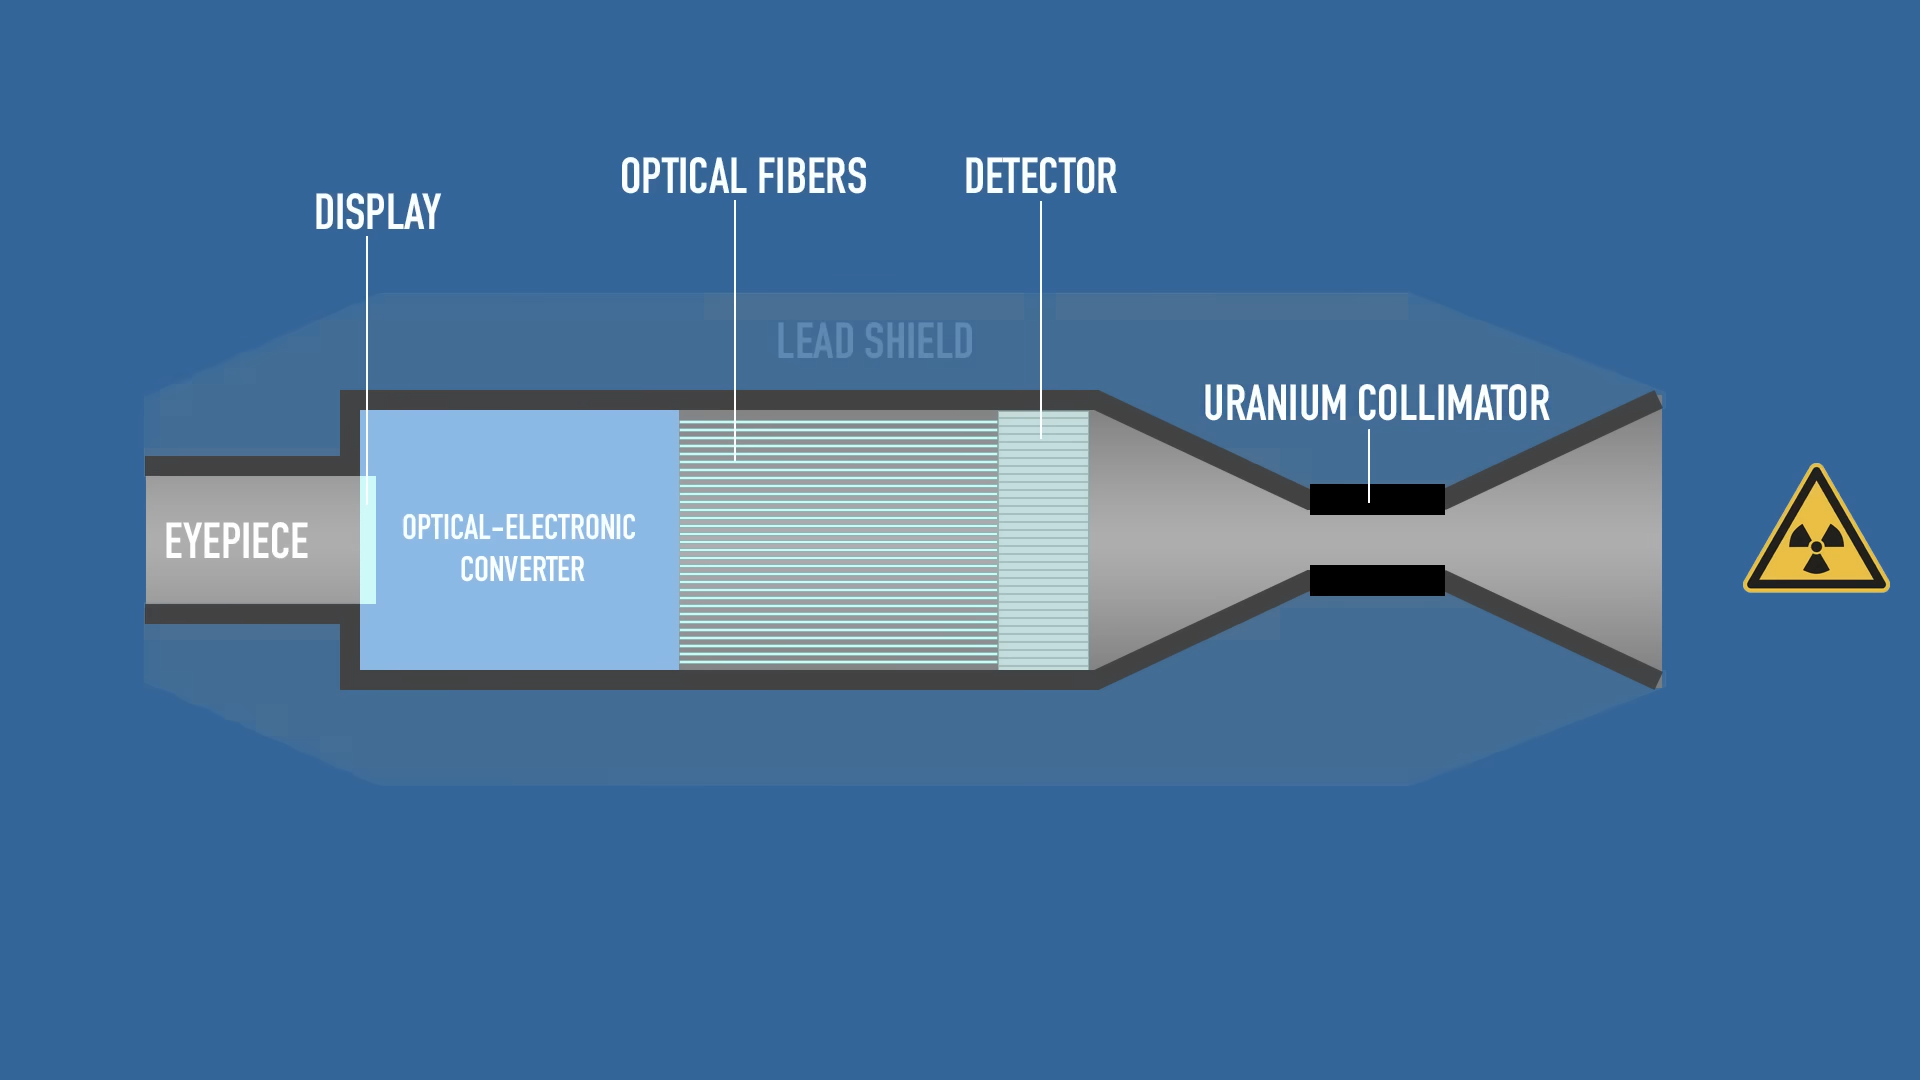 DISPLAY
OPTICAL FIBERS
DETECTOR
LEAD SHIELD
URANIUM COLLIMATOR
EYEPIECE
OPTICAL-ELECTRONIC
CONVERTER